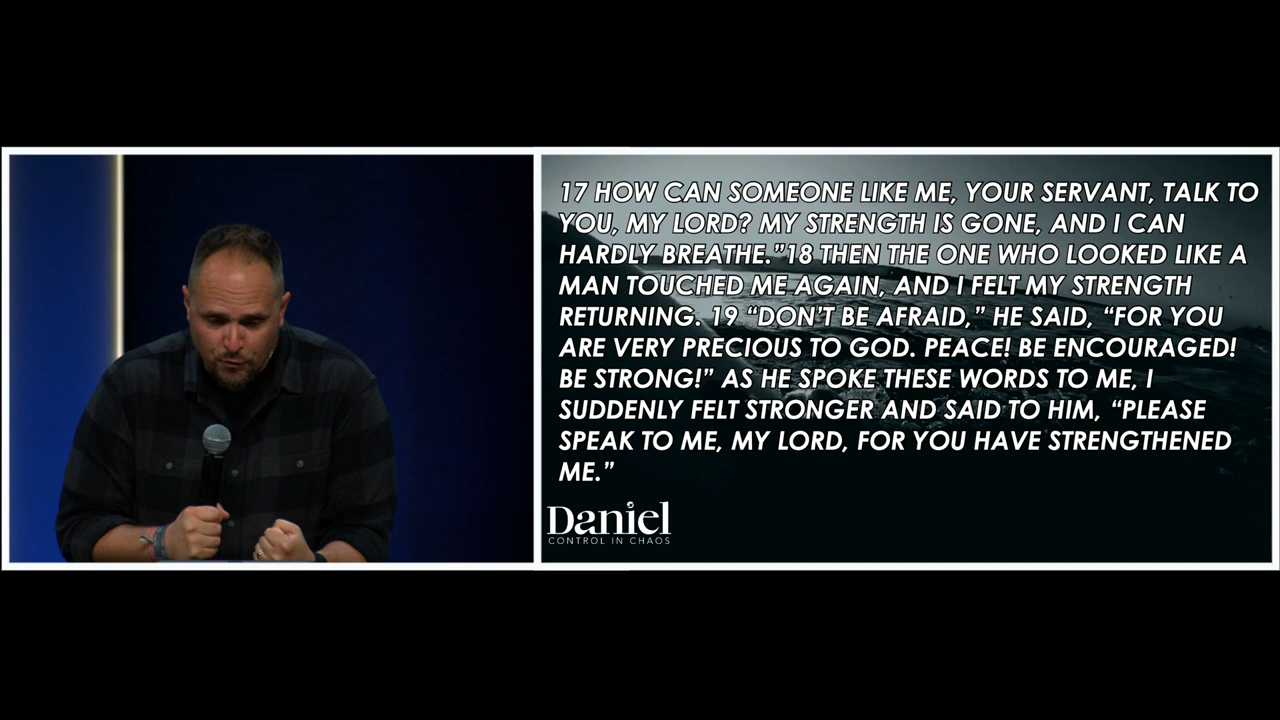 17 HOW CAN SOMEONE LIKE ME, YOUR SERVANT, TALK TO
YOU, MY LORD? MY STRENGTH IS GONE, AND I CAN
HARDLY BREATHE.”18 THEN THE ONE WHO LOOKED LIKE A
MAN TOUCHED ME AGAIN, AND I FELT MY STRENGTH
RETURNING. 19 “DON’T BE AFRAID,” HE SAID, “FOR YOU
ARE VERY PRECIOUS TO GOD. PEACE! BE ENCOURAGED!
BE STRONG!” AS HE SPOKE THESE WORDS TO ME, I
SUDDENLY FELT STRONGER AND SAID TO HIM, “PLEASE
SPEAK TO ME, MY LORD, FOR YOU HAVE STRENGTHENED
ME.”
Daniel
CONTROL IN CHAOS